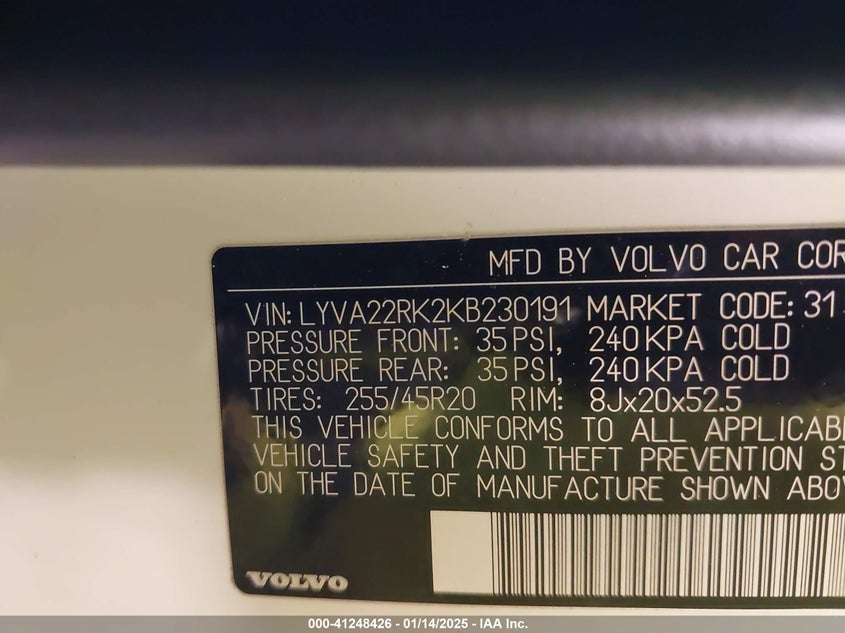 MFD BY VOLVO CAR COR
VIN: LYVA22RK2KB230191 MARKET CODE: 31
PRESSURE FRONT: 35 PSI, 240 KPA COLD
PRESSURE REAR: 35 PSI, 240 KPA COLD
TIRES: 255/45R20 RIM: 8Jx20x52.5
THIS VEHICLE CONFORMS TO ALL APPLICAB
VEHICLE SAFETY AND THEFT PREVENTION ST
ON THE DATE OF MANUFACTURE SHOWN ABO
VOLVO
000-41248426 - 01/14/2025 - IAA Inc.